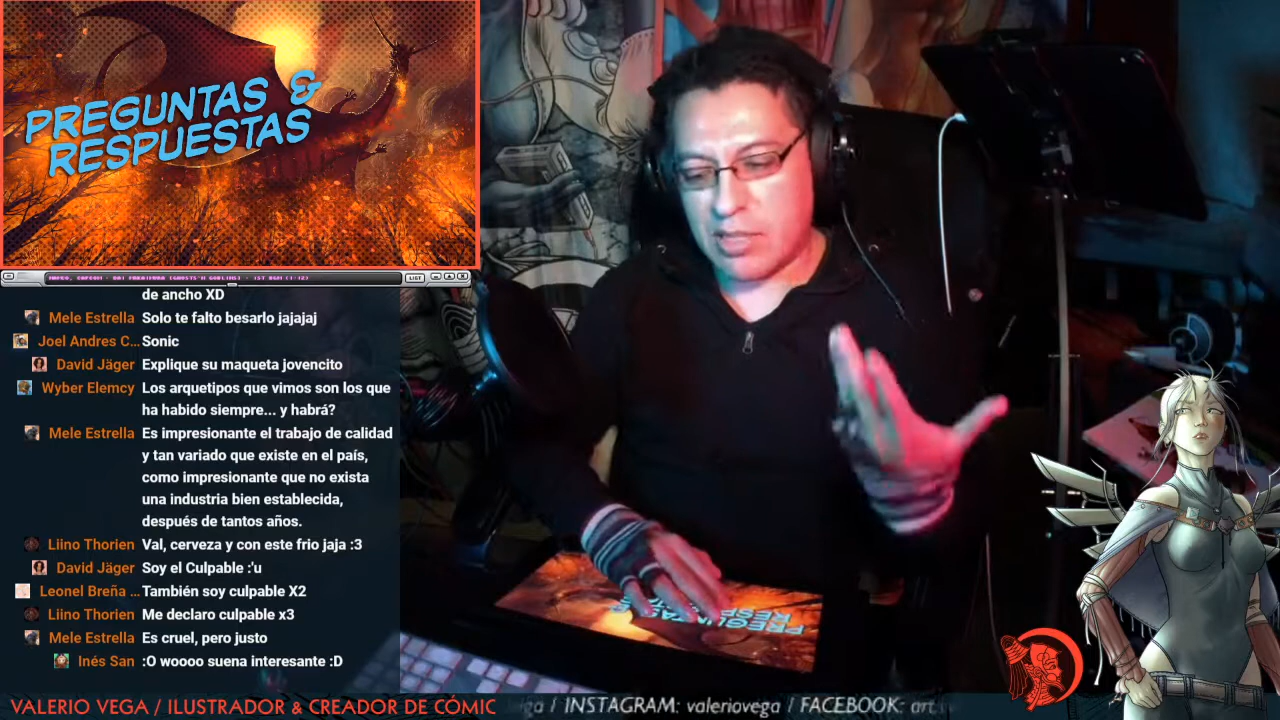 PREGUNTAS &
RESPUESTAS
LIST
de ancho XD
Mele Estrella Solo te falto besarlo jajajaj
Joel Andres C... Sonic
David Jäger Explique su maqueta jovencito
Wyber Elemcy Los arquetipos que vimos son los que
ha habido siempre... y habrá?
Mele Estrella Es impresionante el trabajo de calidad
y tan variado que existe en el país,
como impresionante que no exista
una industria bien establecida,
después de tantos años.
Liino Thorien Val, cerveza y con este frio jaja :3
David Jäger Soy el Culpable :'u
Leonel Breña ... También soy culpable X2
Liino Thorien Me declaro culpable x3
Mele Estrella Es cruel, pero justo
Inés San :O woooo suena interesante :D
VALERIO VEGA / ILUSTRADOR & CREADOR DE CÓMIC
/ INSTAGRAM: valeriovega / FACEBOOK: art